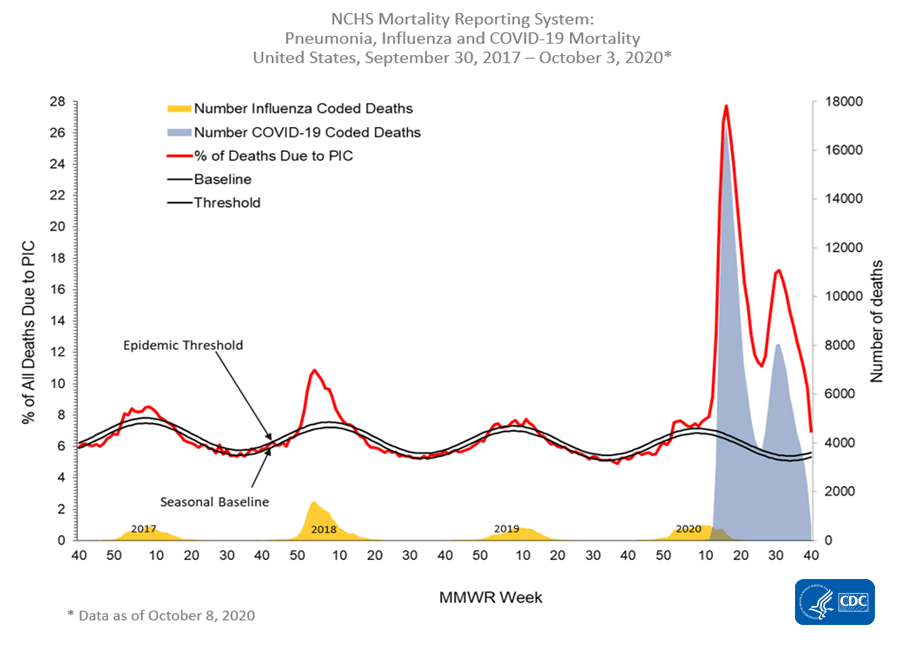 NCHS Mortality Reporting System:
Pneumonia, Influenza and COVID-19 Mortality
United States, September 30, 2017 – October 3, 2020*
Number Influenza Coded Deaths
Number COVID-19 Coded Deaths
% of Deaths Due to PIC
Baseline
Threshold
% of All Deaths Due to PIC
28
26
24
22
20
18
16
14
12
10
8
6
4
2
0
Epidemic Threshold
Seasonal Baseline
2017
2018
2019
2020
18000
16000
14000
12000
10000
8000
6000
4000
2000
0
Number of deaths
40 50 10 20 30 40 50 10 20 30 40 50 10 20 30 40 50 10 20 30 40
MMWR Week
* Data as of October 8, 2020
CDC